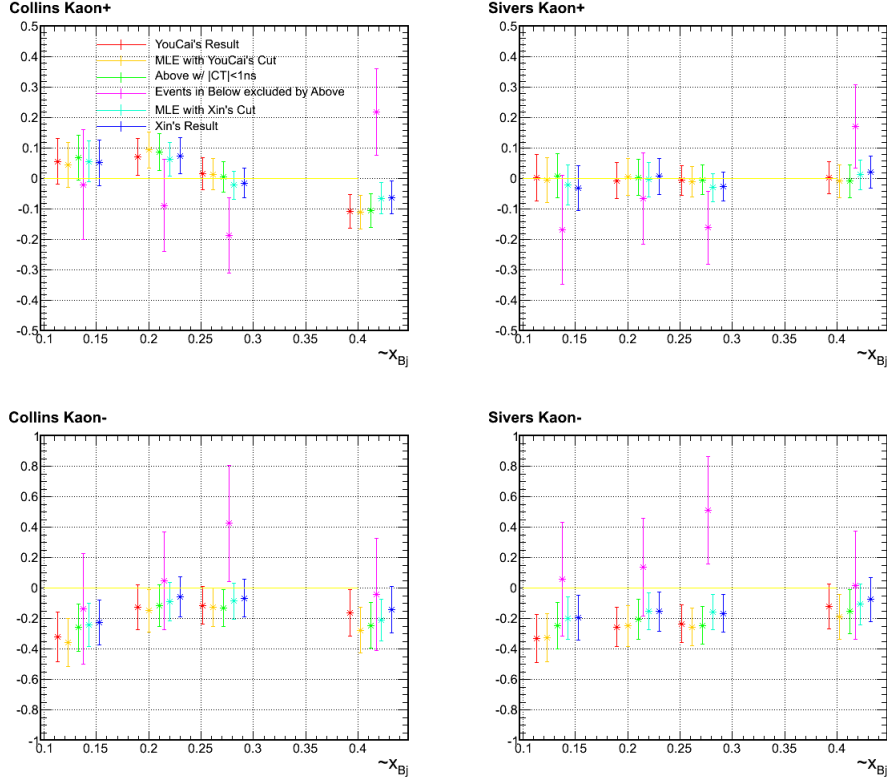 Collins Kaon+
0.5
0.4
0.3
0.2
0.1
0
-0.1
-0.2
-0.3
-0.4
-0.5
YouCai's Result
MLE with YouCai's Cut
Above w/ |CT|<1ns
Events in Below excluded by Above
MLE with Xin's Cut
Xin's Result
0.1 0.15 0.2 0.25 0.3 0.35 0.4
~x_Bj
Sivers Kaon+
0.5
0.4
0.3
0.2
0.1
0
-0.1
-0.2
-0.3
-0.4
-0.5
0.1 0.15 0.2 0.25 0.3 0.35 0.4
~x_Bj
Collins Kaon-
1
0.8
0.6
0.4
0.2
0
-0.2
-0.4
-0.6
-0.8
-1
0.1 0.15 0.2 0.25 0.3 0.35 0.4
~x_Bj
Sivers Kaon-
1
0.8
0.6
0.4
0.2
0
-0.2
-0.4
-0.6
-0.8
-1
0.1 0.15 0.2 0.25 0.3 0.35 0.4
~x_Bj